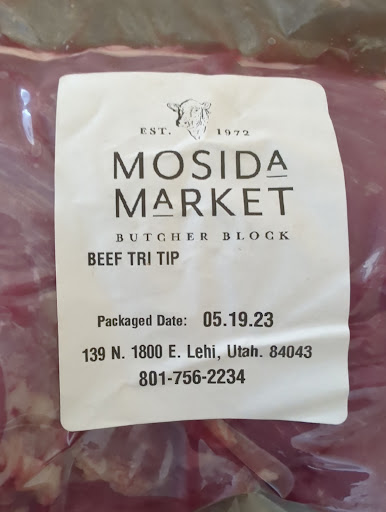 EST. 1972
MOSIDA
MARKET
BUTCHER BLOCK
BEEF TRI TIP
Packaged Date: 05.19.23
139 N. 1800 E. Lehi, Utah. 84043
801-756-2234